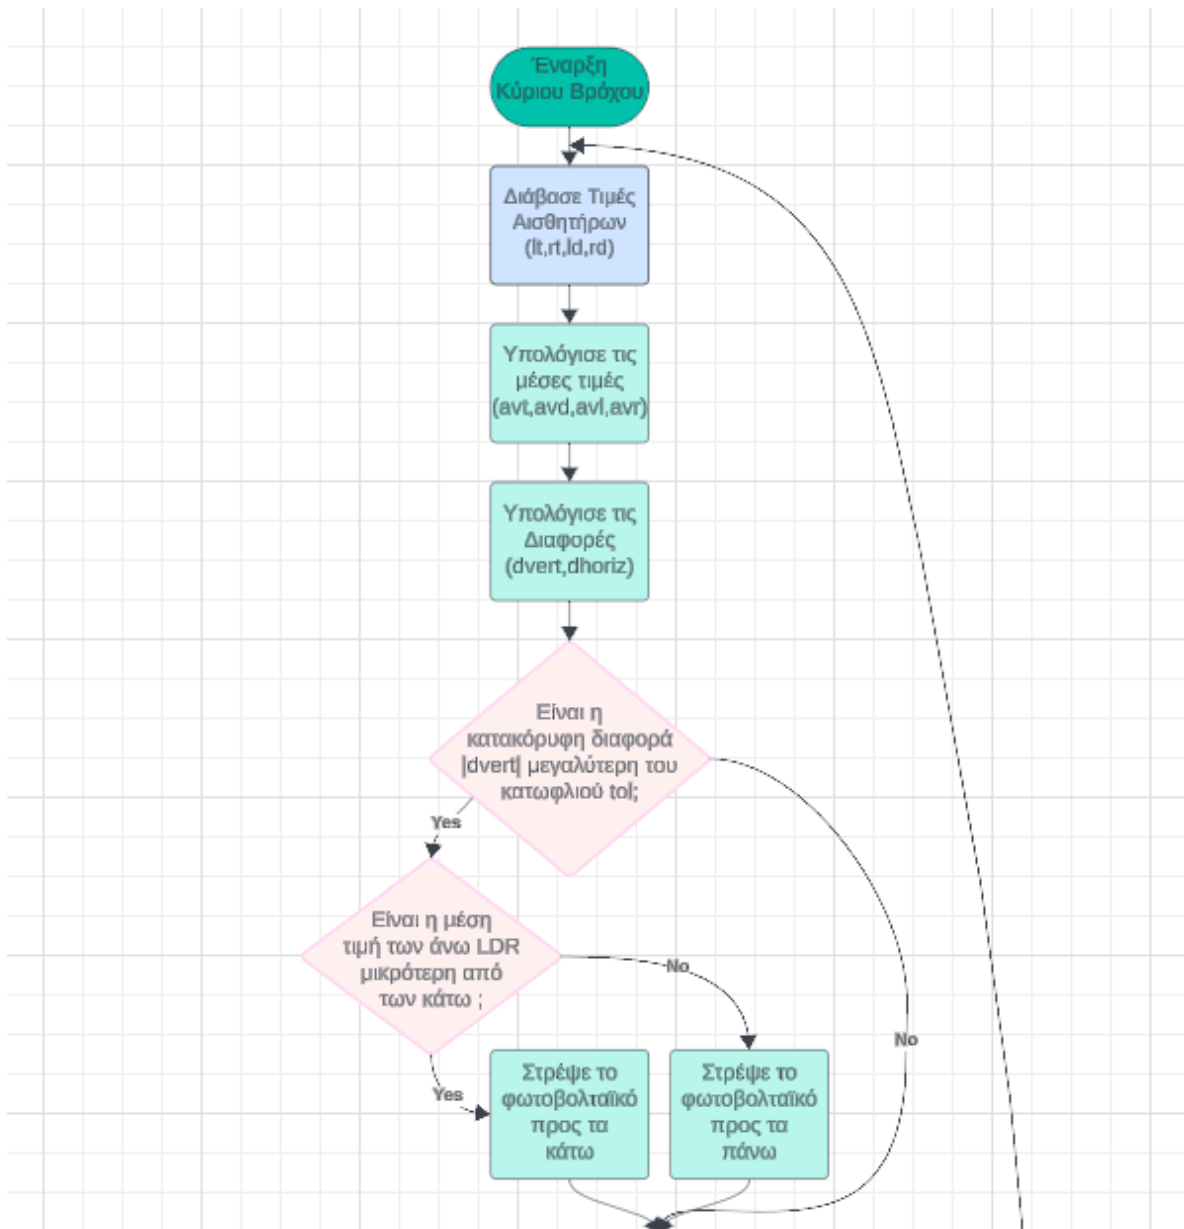 Έναρξη
Κύριου Βρόχου
Διάβασε Τιμές
Αισθητήρων
(lt,rt,ld,rd)
Υπολόγισε τις
μέσες τιμές
(avt,avd,avl,avr)
Υπολόγισε τις
Διαφορές
(dvert,dhoriz)
Είναι η
κατακόρυφη διαφορά
|dvert| μεγαλύτερη του
κατωφλιού tol;
Yes
Είναι η μέση
τιμή των άνω LDR
μικρότερη από
των κάτω ;
No
No
Yes
Στρέψε το
φωτοβολταϊκό
προς τα
κάτω
Στρέψε το
φωτοβολταϊκό
προς τα
πάνω